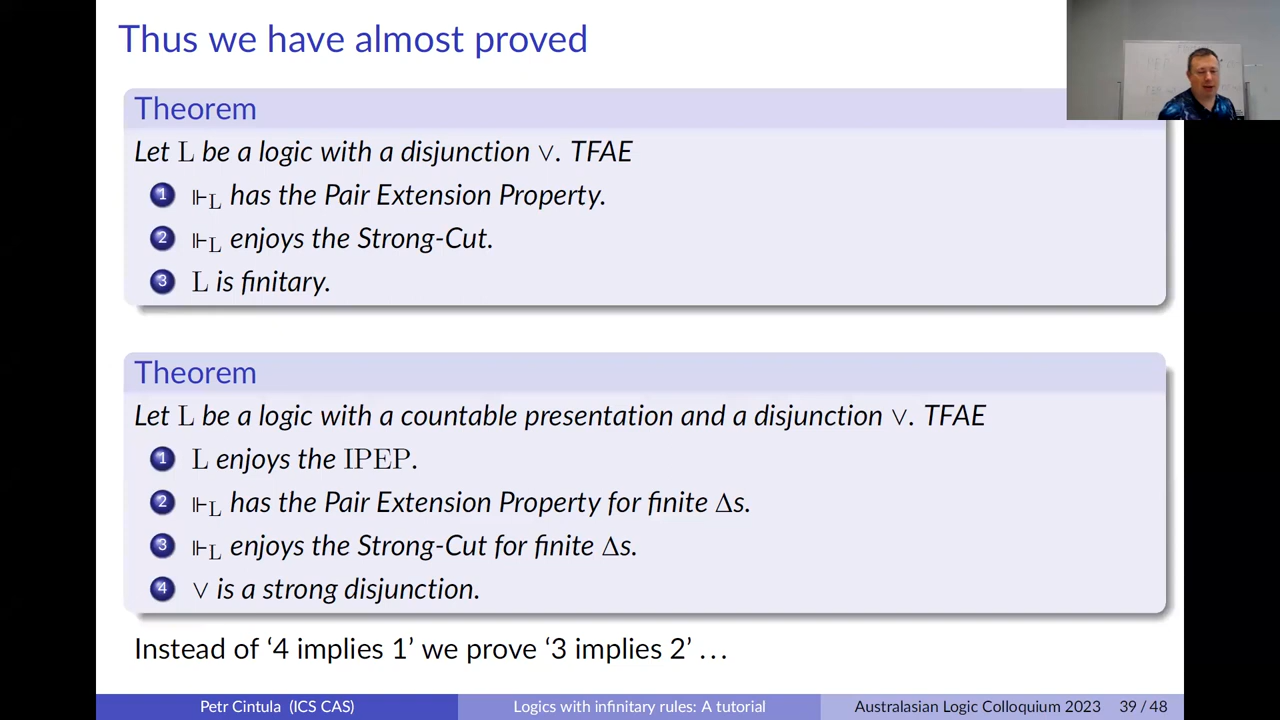 Thus we have almost proved
Theorem
Let L be a logic with a disjunction ∨. TFAE
1 ⊩L has the Pair Extension Property.
2 ⊩L enjoys the Strong-Cut.
3 L is finitary.
Theorem
Let L be a logic with a countable presentation and a disjunction ∨. TFAE
1 L enjoys the IPEP.
2 ⊩L has the Pair Extension Property for finite Δs.
3 ⊩L enjoys the Strong-Cut for finite Δs.
4 ∨ is a strong disjunction.
Instead of ‘4 implies 1’ we prove ‘3 implies 2’ …
Petr Cintula (ICS CAS) Logics with infinitary rules: A tutorial Australasian Logic Colloquium 2023 39 / 48